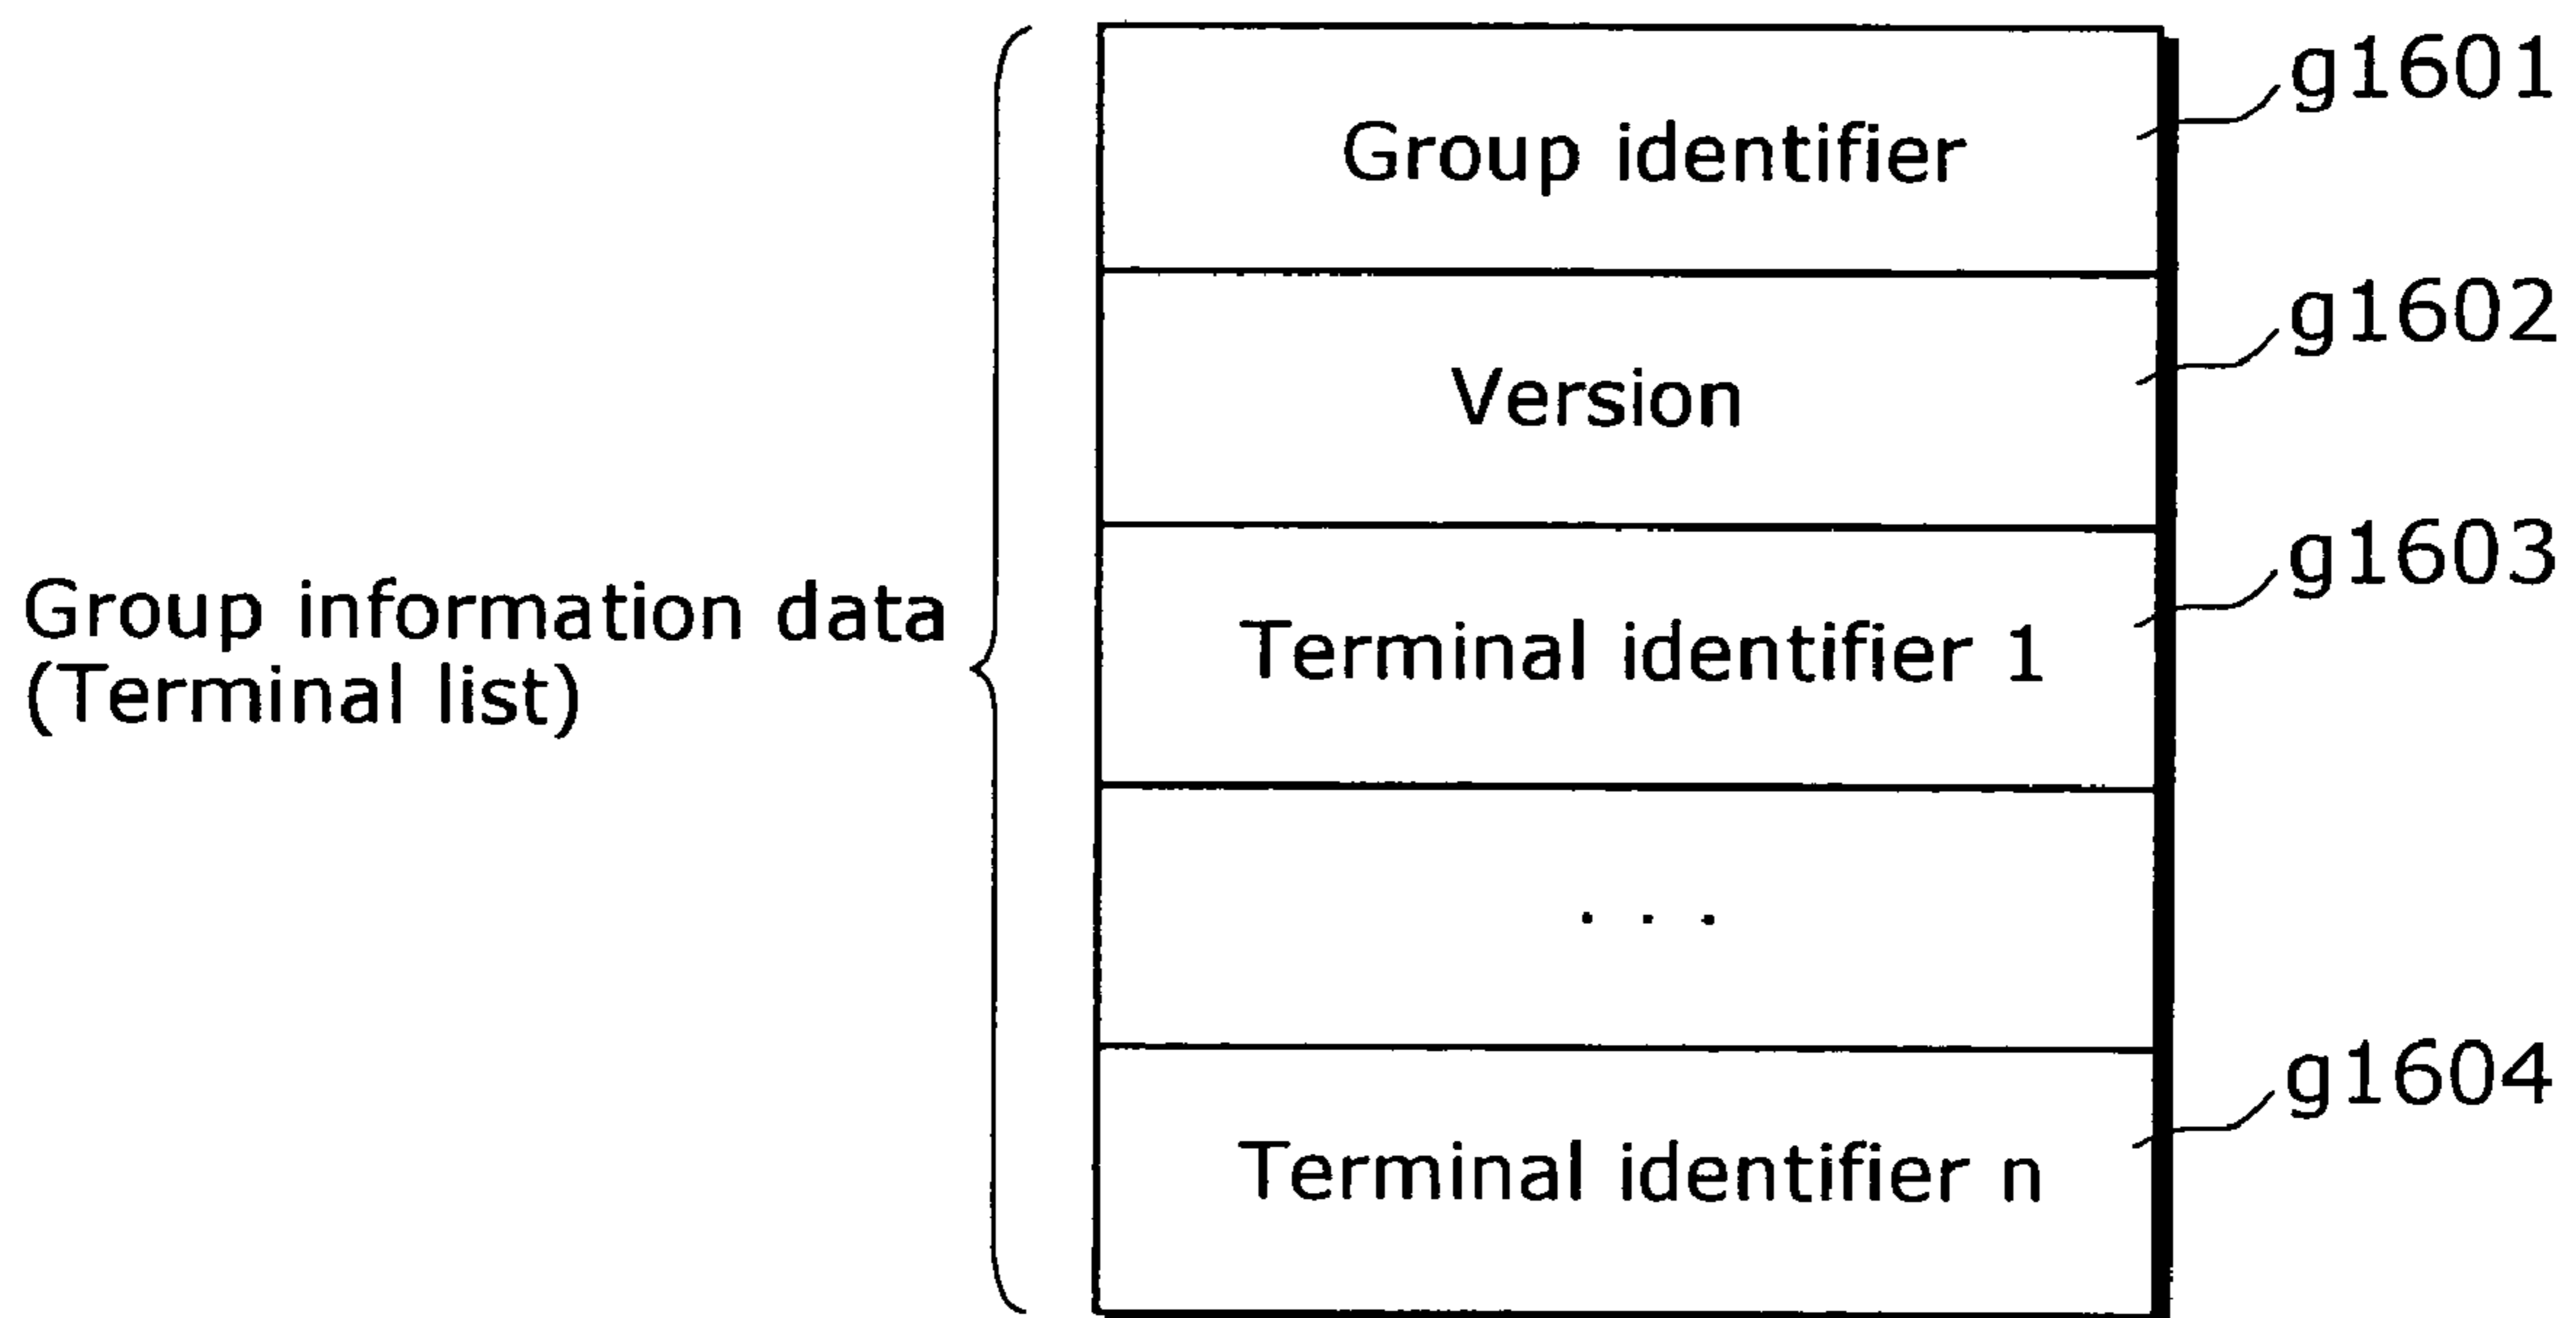 g1601
Group identifier
g1602
Version
g1603
Terminal identifier 1
Group information data
(Terminal list)
. . .
g1604
Terminal identifier n